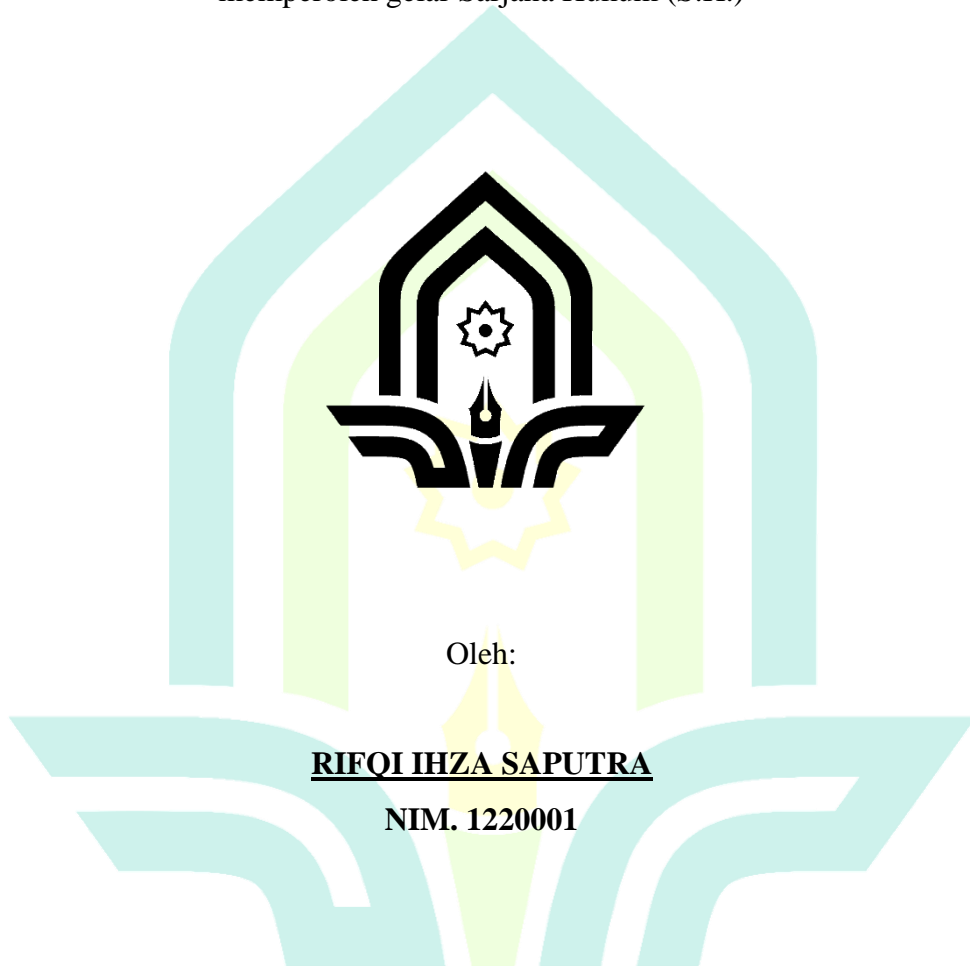 memperoleh gelar Sarjana Hukum (S.H.)
Oleh:
RIFQI IHZA SAPUTRA
NIM. 1220001